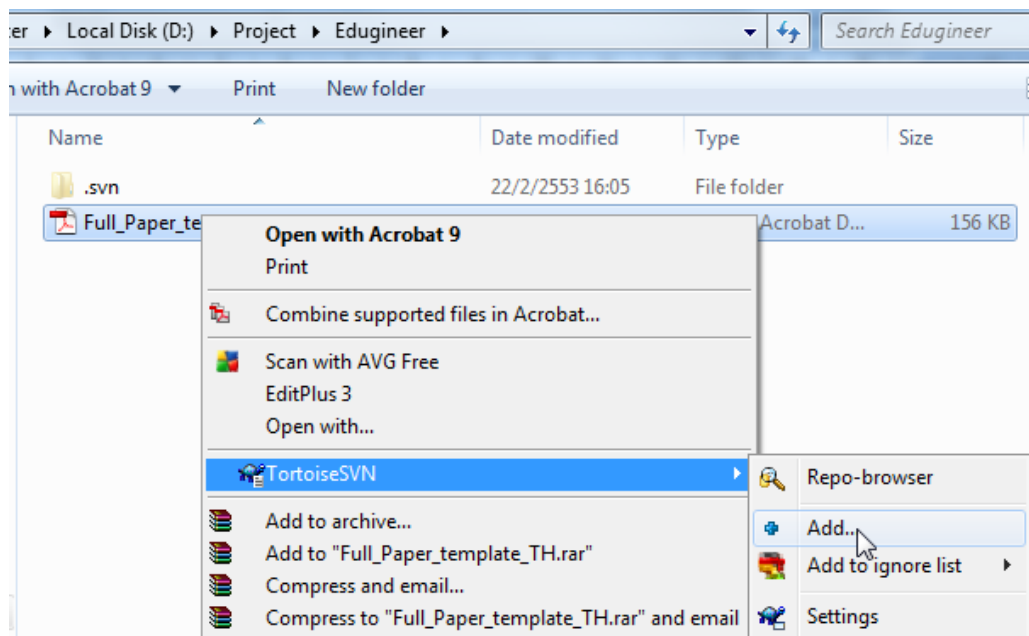 ter ▸ Local Disk (D:) ▸ Project ▸ Edugineer ▸ Search Edugineer
with Acrobat 9 Print New folder
Name Date modified Type Size
.svn 22/2/2553 16:05 File folder
Full_Paper_te Acrobat D... 156 KB
Open with Acrobat 9
Print
Combine supported files in Acrobat...
Scan with AVG Free
EditPlus 3
Open with...
TortoiseSVN
Repo-browser
Add to archive...
Add...
Add to "Full_Paper_template_TH.rar"
Add to ignore list
Compress and email...
Compress to "Full_Paper_template_TH.rar" and email
Settings